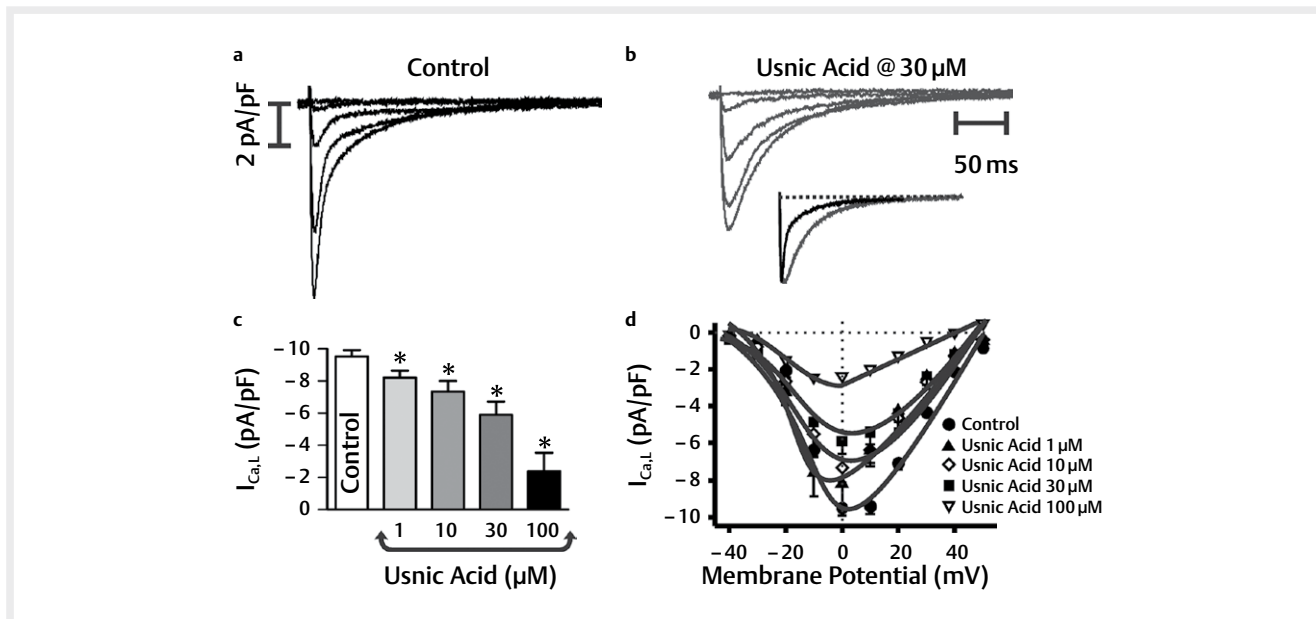 a
Control
2 pA/pF
b
Usnic Acid @ 30 µM
50 ms
c
I Ca,L (pA/pF)
– 10
– 8
– 6
– 4
– 2
0
Control
*
*
*
*
1 10 30 100
Usnic Acid (µM)
d
I Ca,L (pA/pF)
0
– 2
– 4
– 6
– 8
– 10
Control
Usnic Acid 1 µM
Usnic Acid 10 µM
Usnic Acid 30 µM
Usnic Acid 100 µM
– 40 – 20 0 20 40
Membrane Potential (mV)